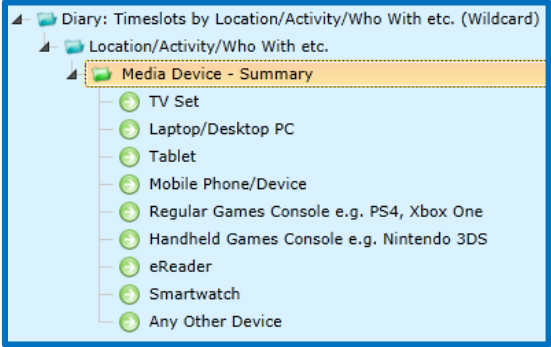 Diary: Timeslots by Location/Activity/Who With etc. (Wildcard)
Location/Activity/Who With etc.
Media Device - Summary
TV Set
Laptop/Desktop PC
Tablet
Mobile Phone/Device
Regular Games Console e.g. PS4, Xbox One
Handheld Games Console e.g. Nintendo 3DS
eReader
Smartwatch
Any Other Device